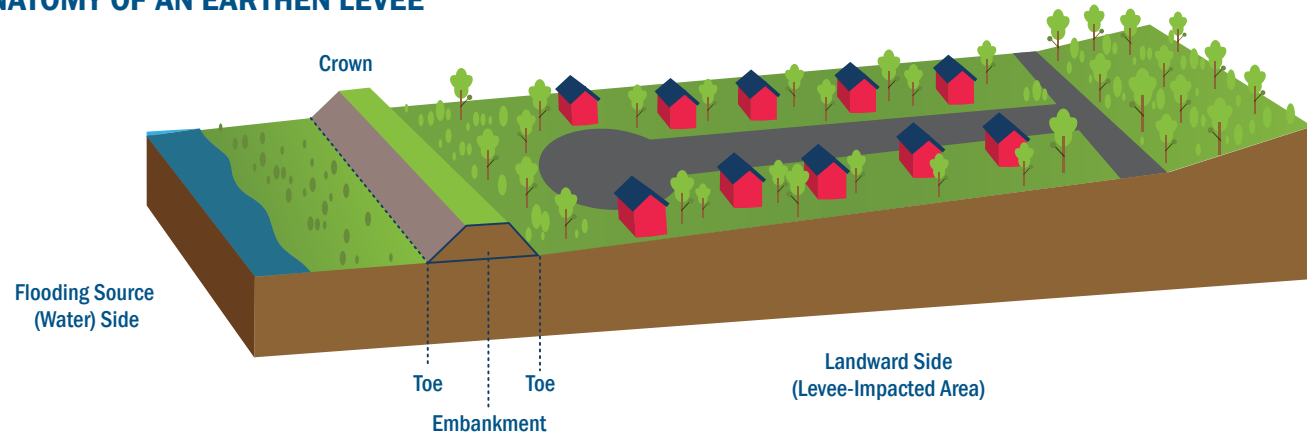 NATOMY OF AN EARTHEN LEVEE
Crown
Flooding Source
(Water) Side
Toe
Toe
Embankment
Landward Side
(Levee-Impacted Area)